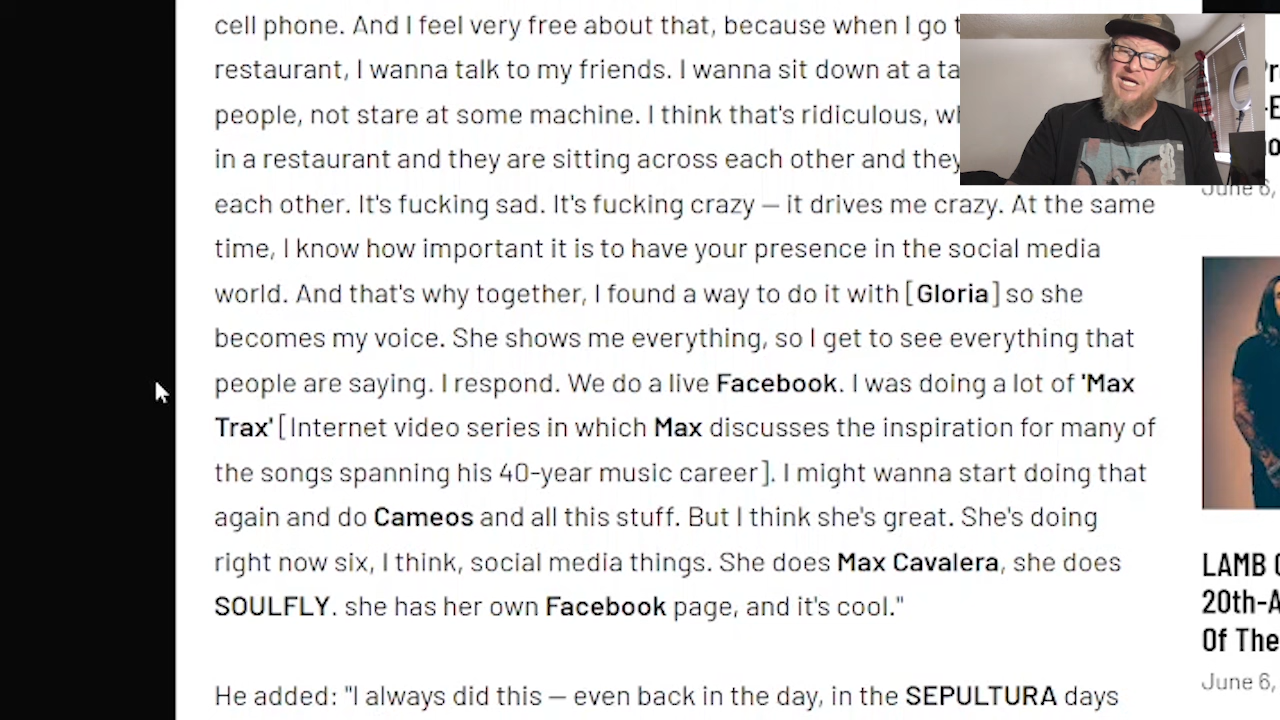 cell phone. And I feel very free about that, because when I go
restaurant, I wanna talk to my friends. I wanna sit down at a
people, not stare at some machine. I think that's ridiculous,
in a restaurant and they are sitting across each other and they
each other. It's fucking sad. It's fucking crazy — it drives me crazy. At the same
time, I know how important it is to have your presence in the social media
world. And that's why together, I found a way to do it with [Gloria] so she
becomes my voice. She shows me everything, so I get to see everything that
people are saying. I respond. We do a live Facebook. I was doing a lot of 'Max
Trax' [Internet video series in which Max discusses the inspiration for many of
the songs spanning his 40-year music career]. I might wanna start doing that
again and do Cameos and all this stuff. But I think she's great. She's doing
right now six, I think, social media things. She does Max Cavalera, she does
SOULFLY. she has her own Facebook page, and it's cool."
He added: "I always did this — even back in the day, in the SEPULTURA days
June 6,
LAMB
20th-
Of The
June 6,